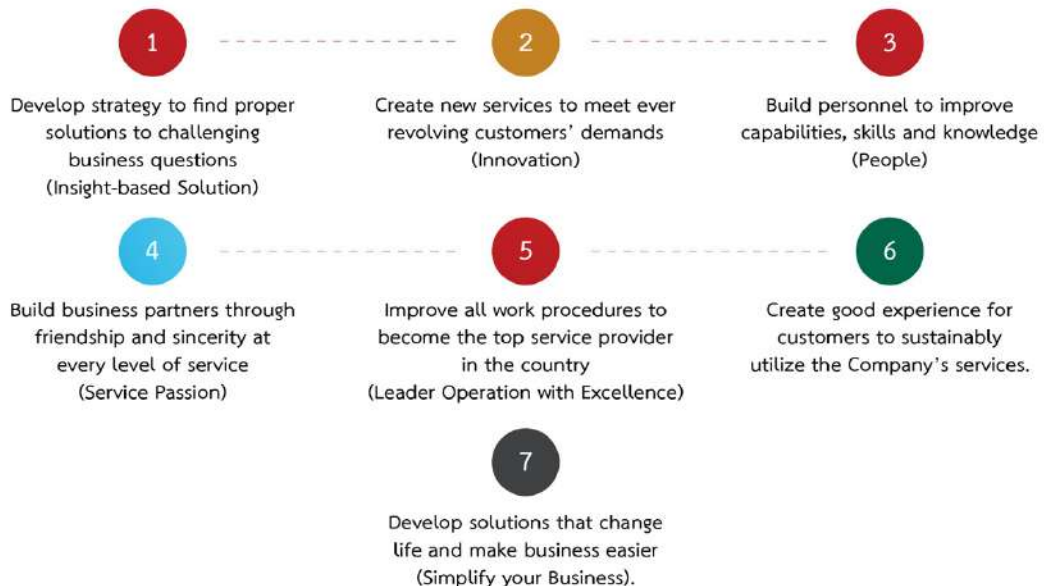 1
Develop strategy to find proper
solutions to challenging
business questions
(Insight-based Solution)
2
Create new services to meet ever
revolving customers' demands
(Innovation)
3
Build personnel to improve
capabilities, skills and knowledge
(People)
4
Build business partners through
friendship and sincerity at
every level of service
(Service Passion)
5
Improve all work procedures to
become the top service provider
in the country
(Leader Operation with Excellence)
6
Create good experience for
customers to sustainably
utilize the Company's services.
7
Develop solutions that change
life and make business easier
(Simplify your Business).